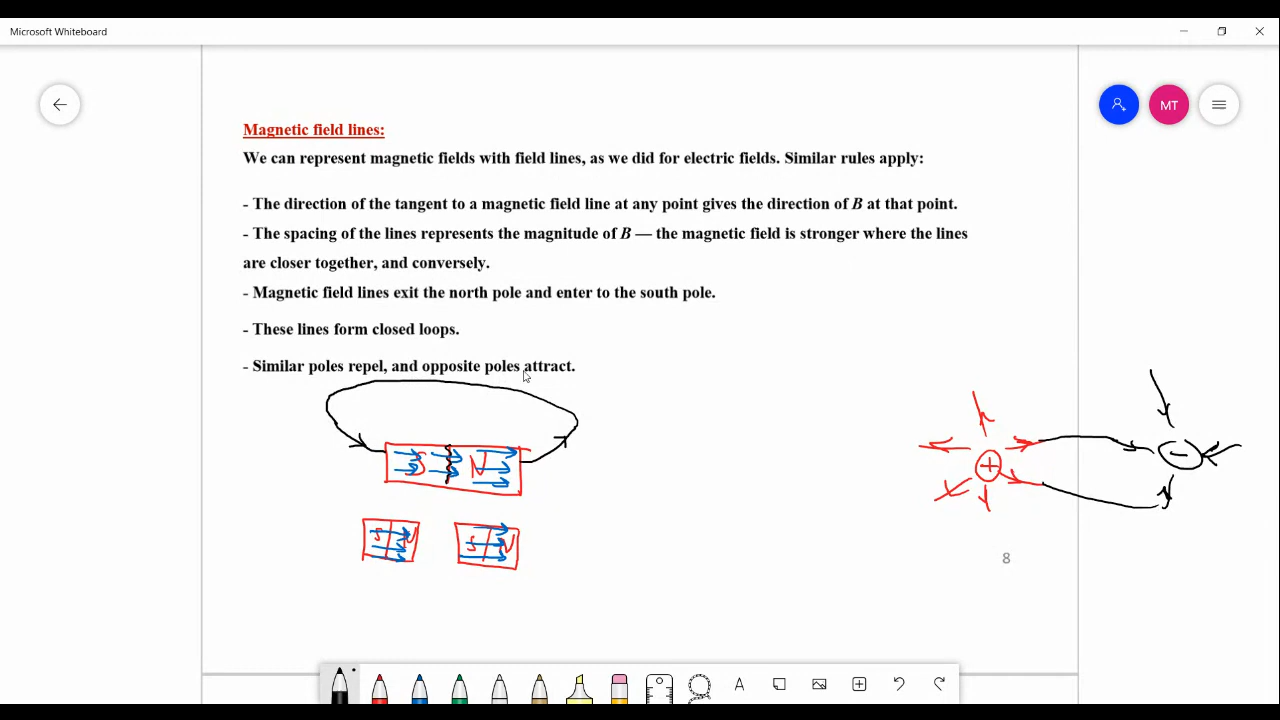 Microsoft Whiteboard
MT
Magnetic field lines:
We can represent magnetic fields with field lines, as we did for electric fields. Similar rules apply:
- The direction of the tangent to a magnetic field line at any point gives the direction of B at that point.
- The spacing of the lines represents the magnitude of B — the magnetic field is stronger where the lines
are closer together, and conversely.
- Magnetic field lines exit the north pole and enter to the south pole.
- These lines form closed loops.
- Similar poles repel, and opposite poles attract.
S N
+ -
S N S N
8
A